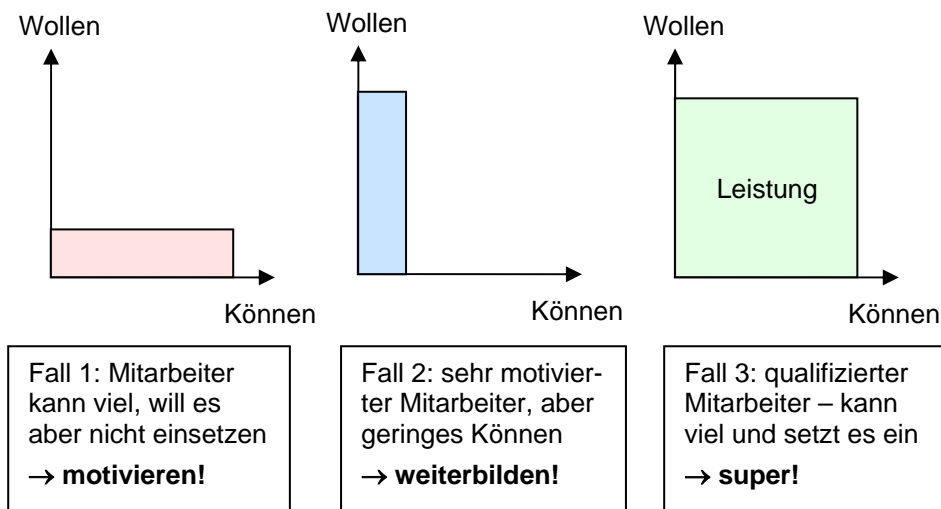 Wollen
Können
Wollen
Können
Wollen
Leistung
Können
Fall 1: Mitarbeiter
kann viel, will es
aber nicht einsetzen
→ motivieren!
Fall 2: sehr motivier-
ter Mitarbeiter, aber
geringes Können
→ weiterbilden!
Fall 3: qualifizierter
Mitarbeiter – kann
viel und setzt es ein
→ super!